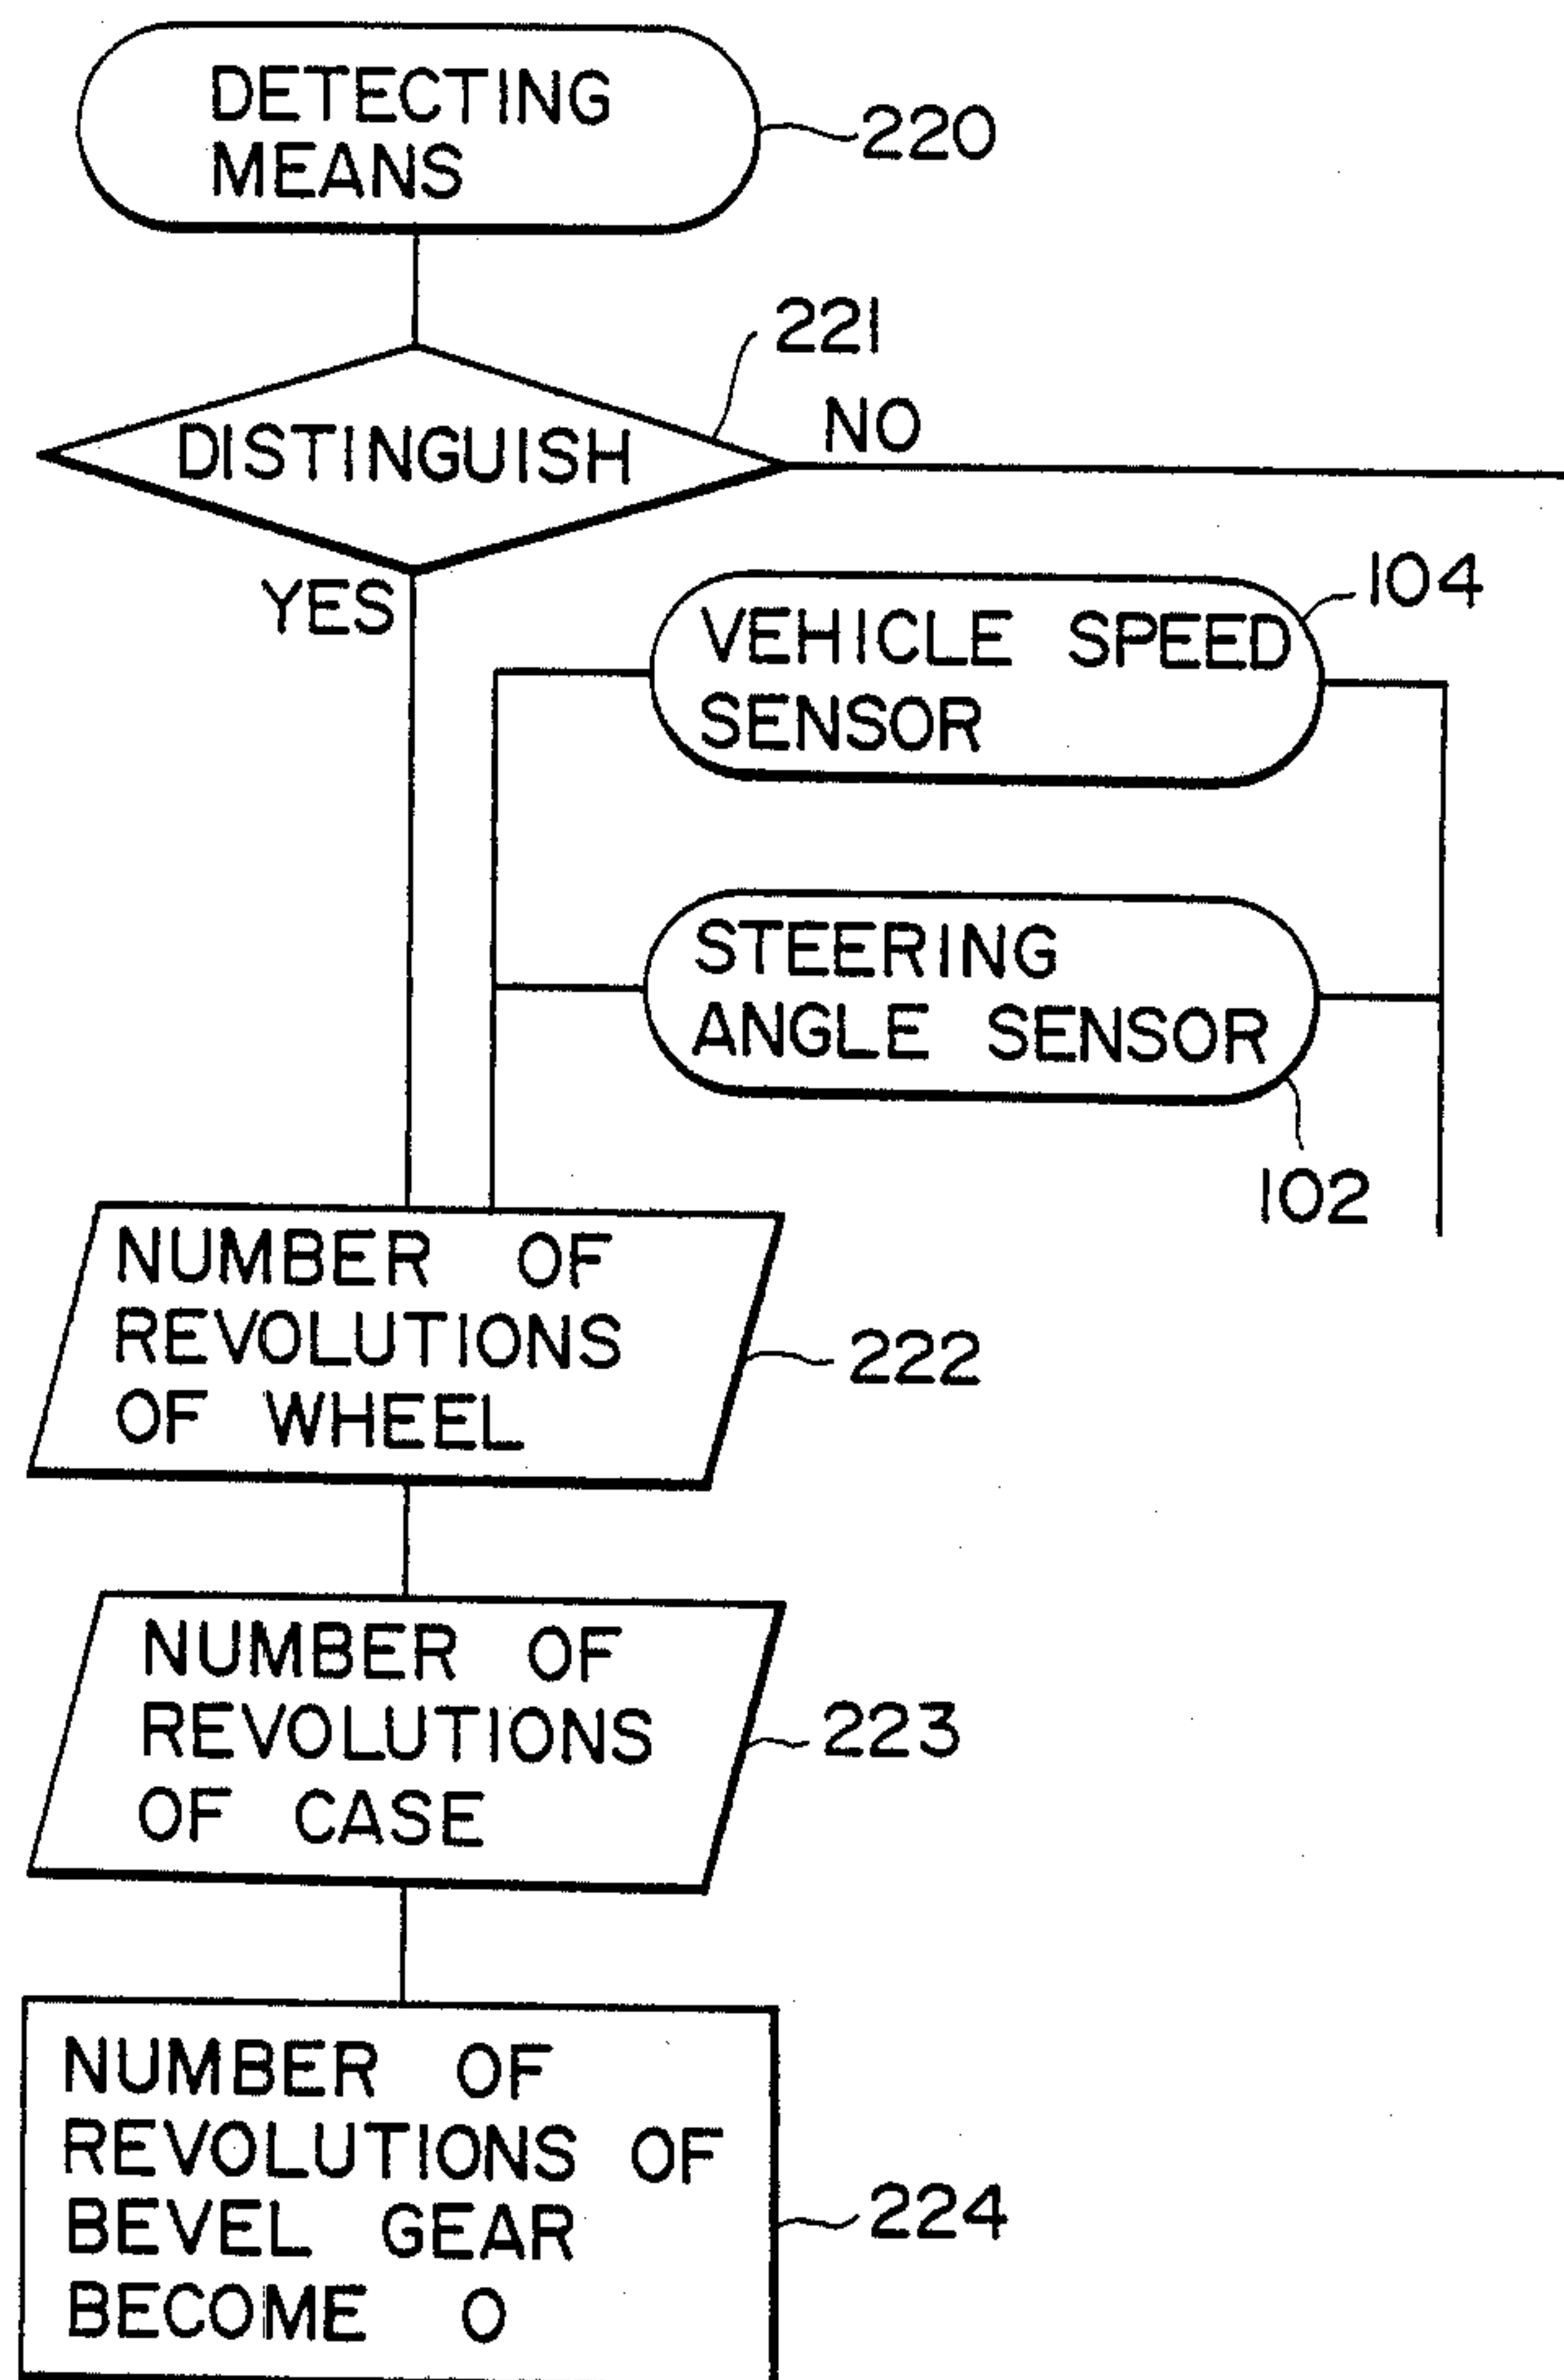 DETECTING
MEANS
220
221
DISTINGUISH
NO
YES
VEHICLE SPEED
SENSOR
104
STEERING
ANGLE SENSOR
102
NUMBER OF
REVOLUTIONS
OF WHEEL
222
NUMBER OF
REVOLUTIONS
OF CASE
223
NUMBER OF
REVOLUTIONS OF
BEVEL GEAR
BECOME O
224